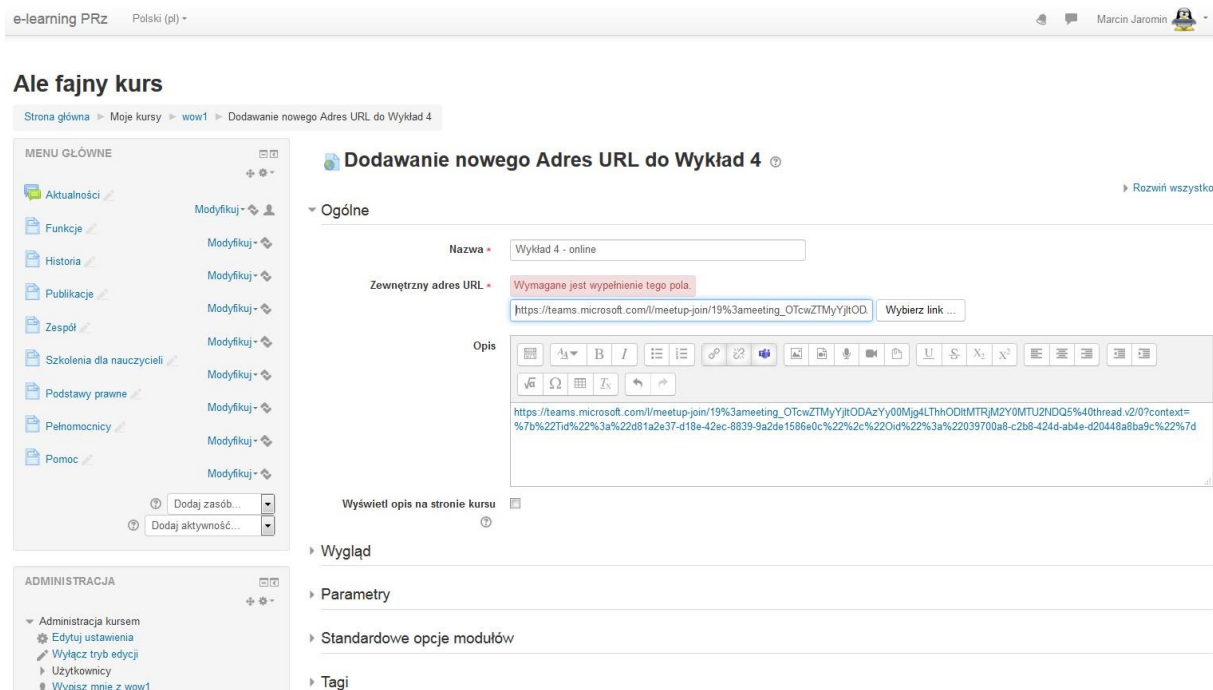 e-learning PRz Polski (pl)
Marcin Jaromin
Ale fajny kurs
Strona główna Moje kursy wow1 Dodawanie nowego Adres URL do Wykład 4
MENU GŁÓWNE
Aktualności
Modyfikuj
Funkcje
Modyfikuj
Historia
Modyfikuj
Publikacje
Modyfikuj
Zespół
Modyfikuj
Szkolenia dla nauczycieli
Modyfikuj
Podstawy prawne
Modyfikuj
Pełnomocnicy
Modyfikuj
Pomoc
Modyfikuj
Dodaj zasób...
Dodaj aktywność...
ADMINISTRACJA
Administracja kursem
Edytuj ustawienia
Wyłącz tryb edycji
Użytkownicy
Wypisz mnie z wow1
Dodawanie nowego Adres URL do Wykład 4
Rozwiń wszystko
Ogólne
Nazwa *
Wykład 4 - online
Zewnętrzny adres URL *
Wymagane jest wypełnienie tego pola.
https://teams.microsoft.com/l/meetup-join/19%3ameeting_OTcwZTMyYjItOD
Wybierz link ...
Opis
https://teams.microsoft.com/l/meetup-join/19%3ameeting_OTcwZTMyYjItODAzYy00Mjg4LThhODItMTRjM2Y0MTU2NDQ5%40thread.v2/0?context=
%7b%22Tid%22%3a%22d81a2e37-d18e-42ec-8839-9a2de1586e0c%22%2c%22Oid%22%3a%22039700a8-c2b8-424d-ab4e-d20448a8ba9c%22%7d
Wyświetl opis na stronie kursu
Wygląd
Parametry
Standardowe opcje modułów
Tagi